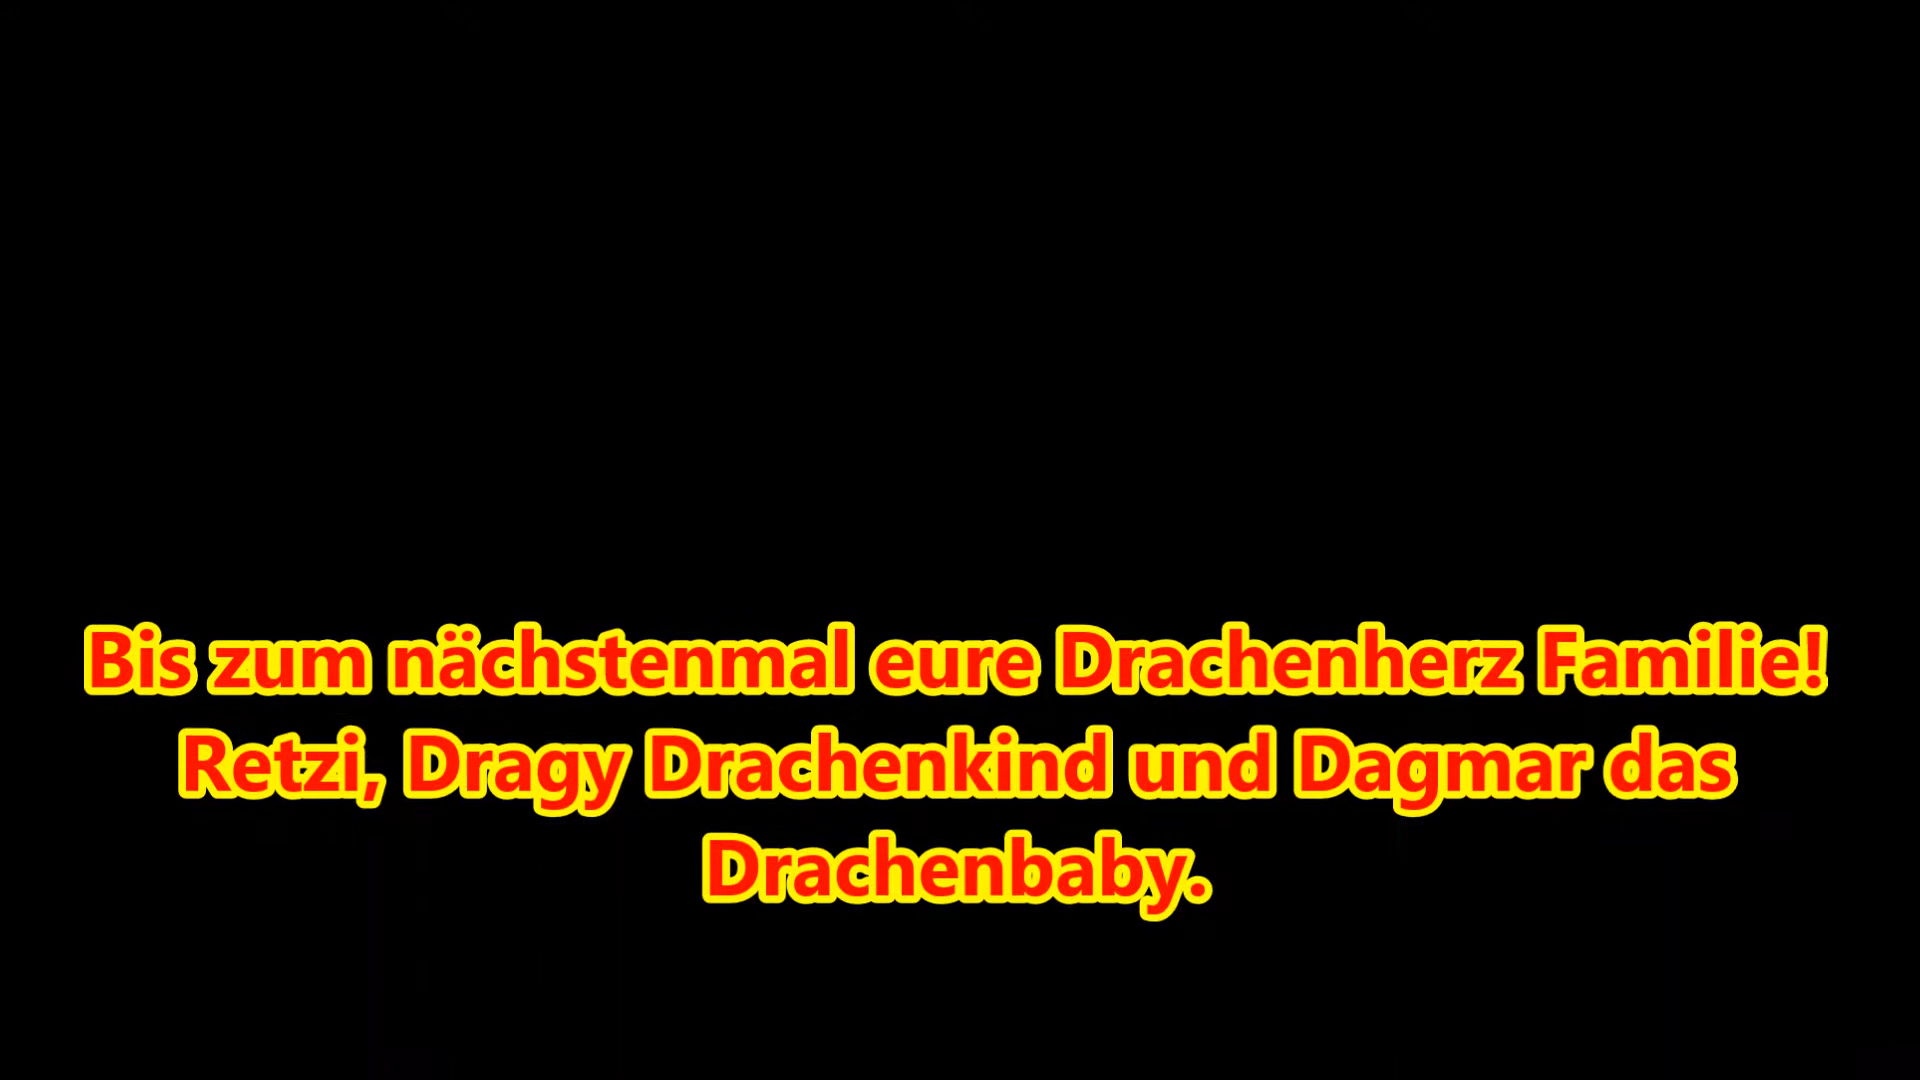 Bis zum nächstenmal eure Drachenherz Familie!
Retzi, Dragy Drachenkind und Dagmar das
Drachenbaby.